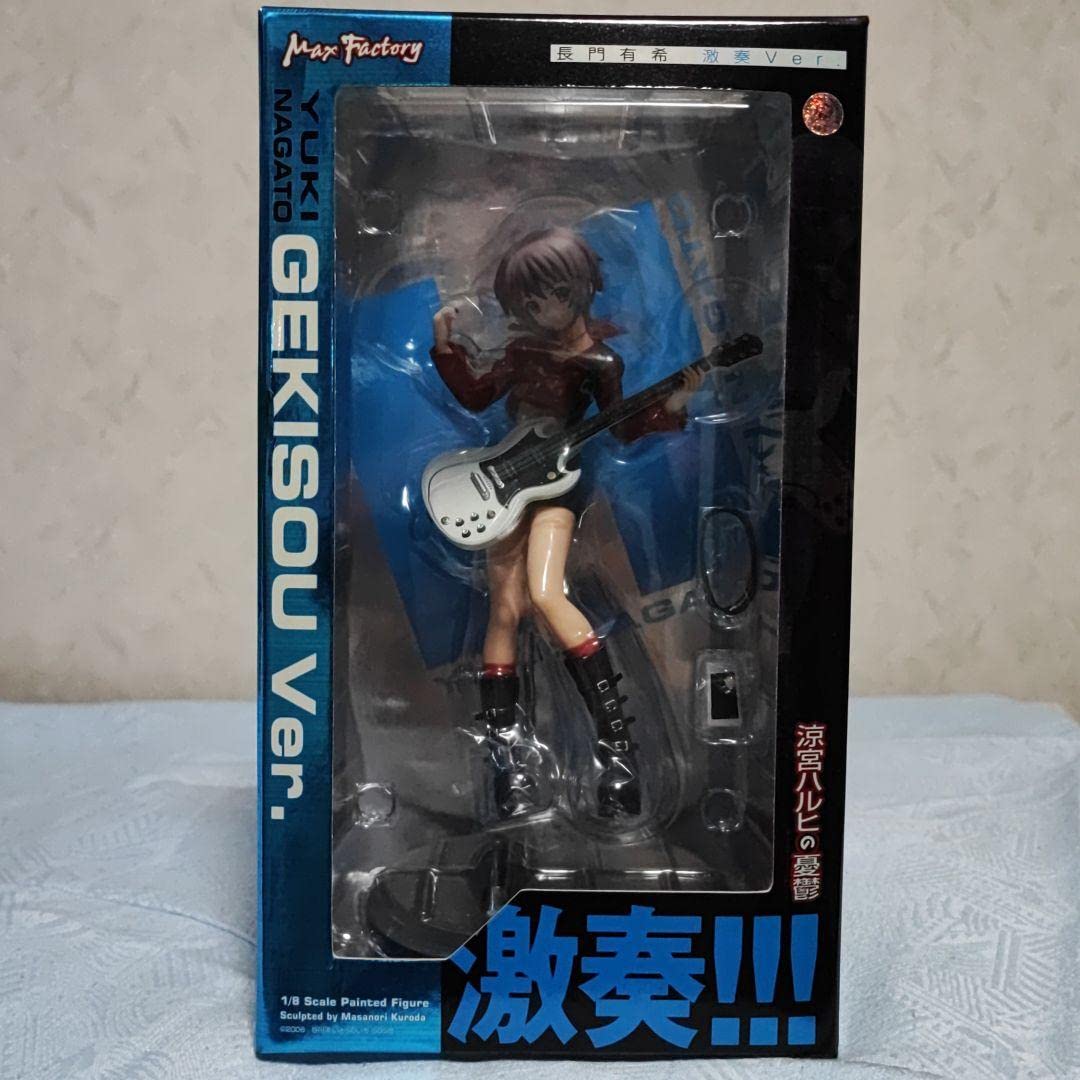 Max Factory
長門有希 激奏Ver.
YUKI
NAGATO
GEKISOU Ver.
涼宮ハルヒの憂鬱
激奏!!!
1/8 Scale Painted Figure
Sculpted by Masanori Kuroda
©2006